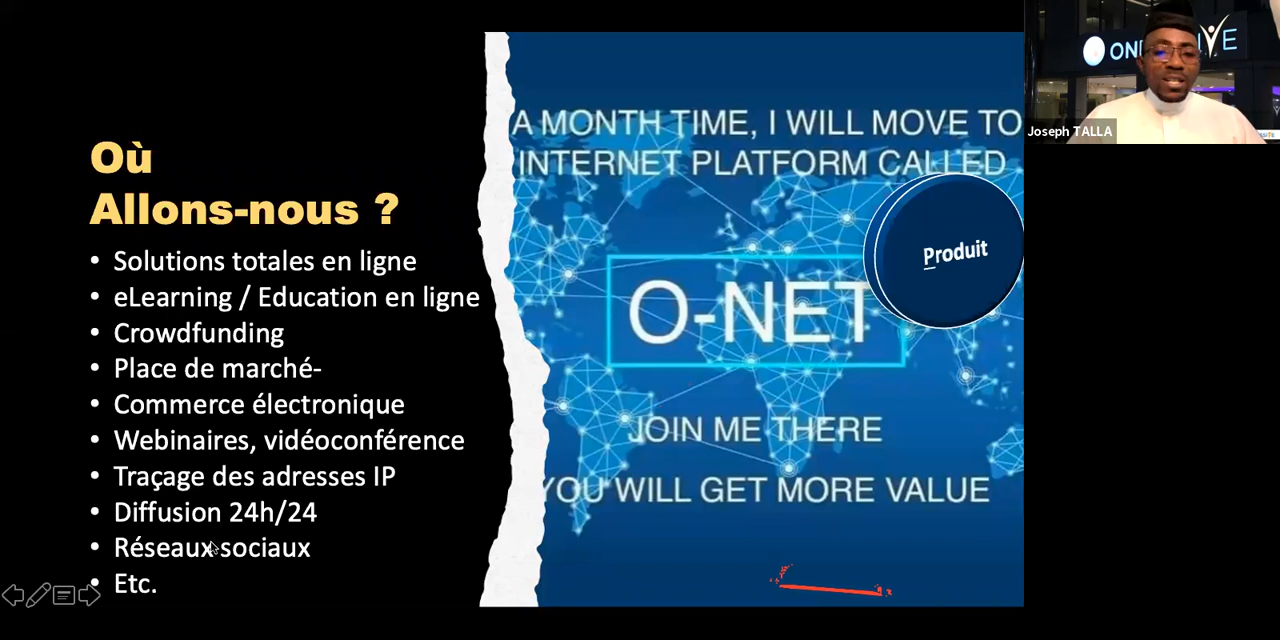 Où
Allons-nous ?
• Solutions totales en ligne
• eLearning / Education en ligne
• Crowdfunding
• Place de marché-
• Commerce électronique
• Webinaires, vidéoconférence
• Traçage des adresses IP
• Diffusion 24h/24
• Réseaux sociaux
• Etc.
A MONTH TIME, I WILL MOVE TO
INTERNET PLATFORM CALLED
Produit
O-NET
JOIN ME THERE
YOU WILL GET MORE VALUE
Joseph TALLA